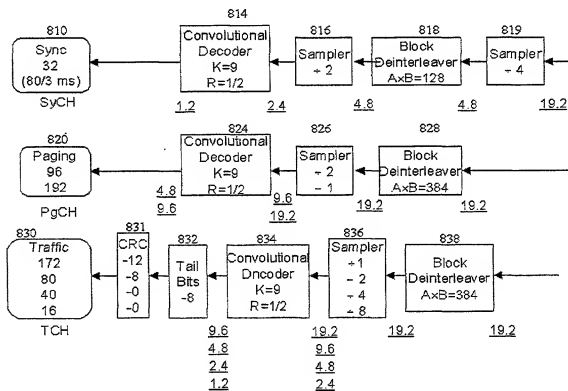 810
814
816
818
819
Sync
32
(80/3 ms)
SyCH
Convolutional
Decoder
K=9
R=1/2
Sampler
÷ 2
Block
Deinterleaver
AxB=128
Sampler
÷ 4
1.2
2.4
4.8
4.8
19.2
820
824
826
828
Paging
96
192
PgCH
Convolutional
Decoder
K=9
R=1/2
Sampler
÷ 2
÷ 1
Block
Deinterleaver
AxB=384
4.8
9.6
9.6
19.2
19.2
19.2
830
831
832
834
836
838
Traffic
172
80
40
16
TCH
CRC
-12
-8
-0
-0
Tail
Bits
-8
Convolutional
Dncoder
K=9
R=1/2
Sampler
÷1
÷ 2
÷ 4
÷ 8
Block
Deinterleaver
AxB=384
9.6
4.8
2.4
1.2
19.2
9.6
4.8
2.4
19.2
19.2